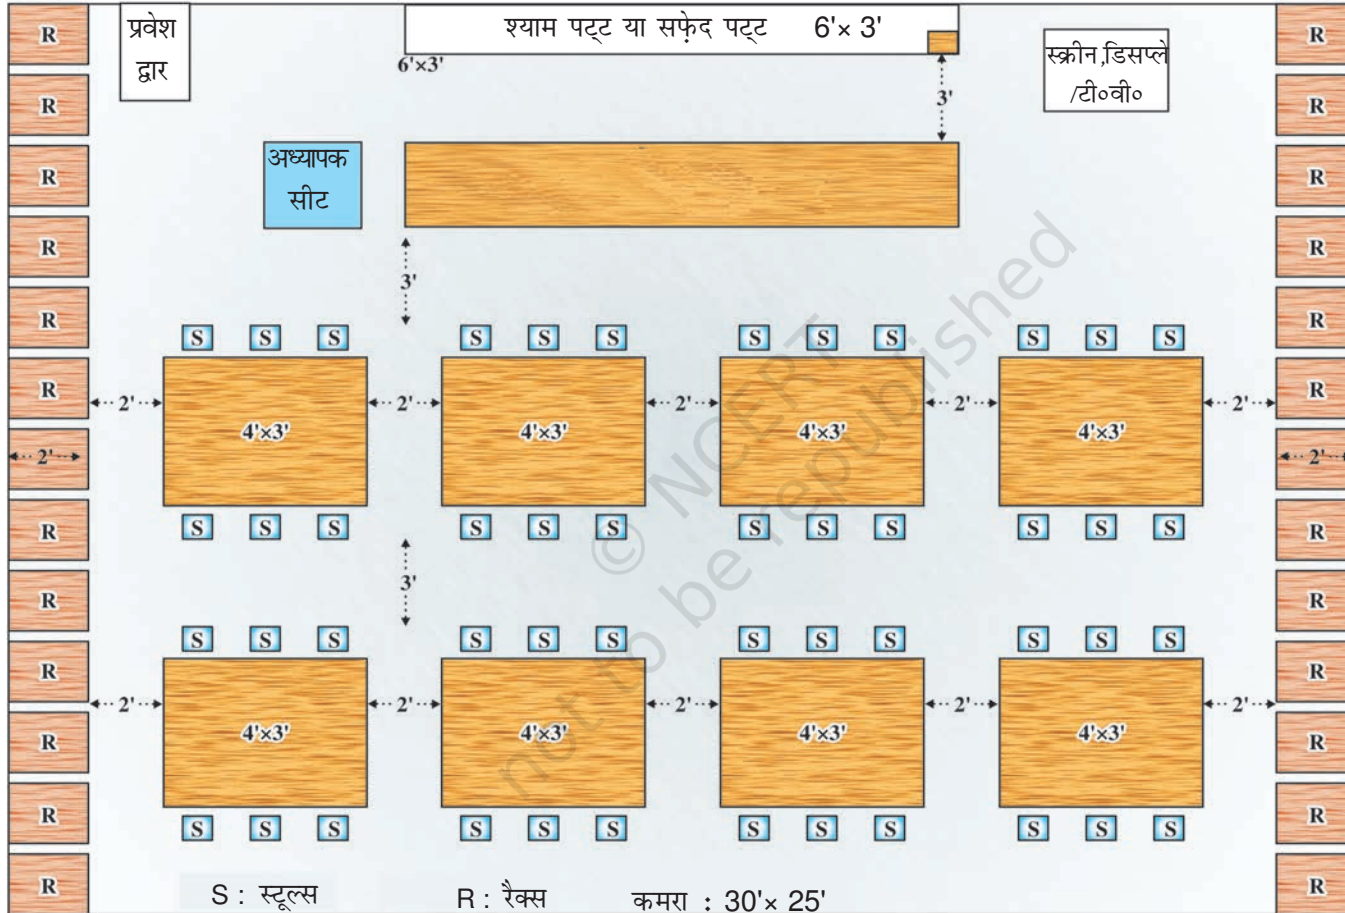 R प्रवेश द्वार श्याम पट्ट या सफ़ेद पट्ट 6'× 3' R
6'×3' स्क्रीन,डिसप्ले /टी०वी०
R 3' R
R अध्यापक सीट R
R R
3'
R R
S S S S S S S S S S S S
R 2' 2' 2' 2' 2' R
4'×3' 4'×3' 4'×3' 4'×3'
2' 2'
R S S S S S S S S S S S S R
3'
R R
S S S S S S S S S S S S
R R
2' 2' 2' 2' 2'
R 4'×3' 4'×3' 4'×3' 4'×3' R
R S S S S S S S S S S S S R
R S : स्टूल्स R : रैक्स कमरा : 30'× 25' R
© NCERT
not to be republished